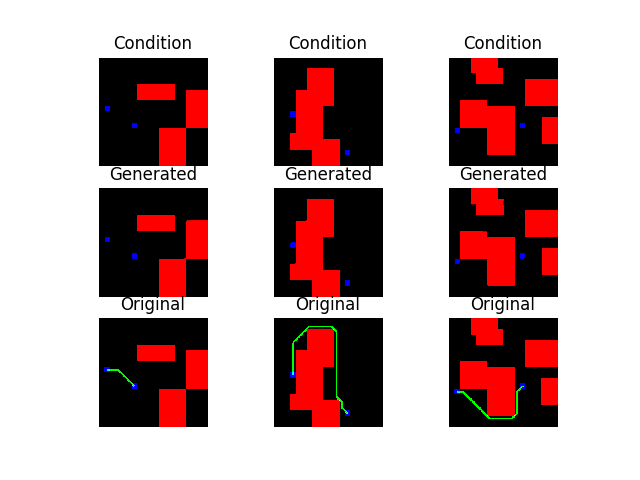 Condition Condition Condition
Generated Generated Generated
Original Original Original